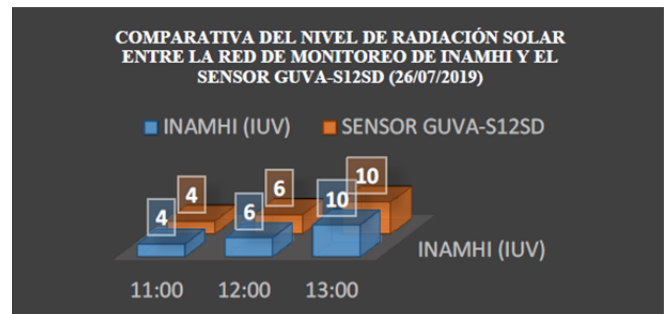 COMPARATIVA DEL NIVEL DE RADIACIÓN SOLAR
ENTRE LA RED DE MONITOREO DE INAMHI Y EL
SENSOR GUVA-S12SD (26/07/2019)
INAMHI (IUV) SENSOR GUVA-S12SD
4 6 10
4 6 10
INAMHI (IUV)
11:00 12:00 13:00